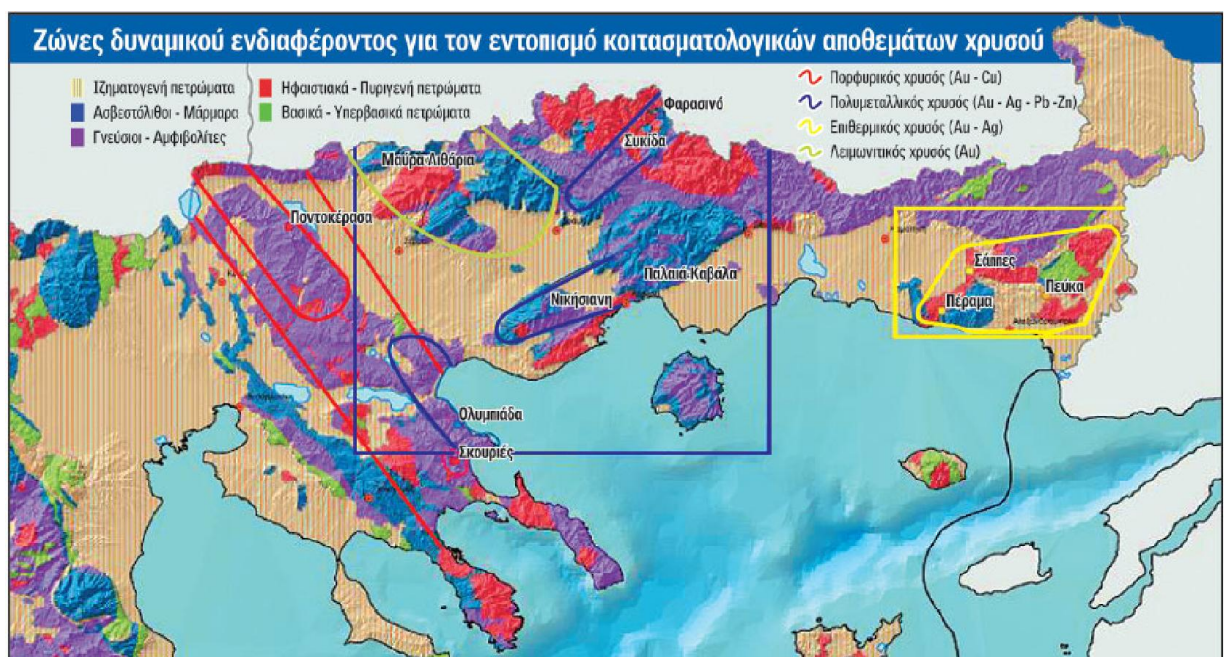 Ζώνες δυναμικού ενδιαφέροντος για τον εντοπισμό κοιτασματολογικών αποθεμάτων χρυσού
Ιζηματογενή πετρώματα
Ασβεστόλιθοι - Μάρμαρα
Γνεύσιοι - Αμφιβολίτες
Ηφαιστιακά - Πυριγενή πετρώματα
Βασικά - Υπερβασικά πετρώματα
Πορφυρικός χρυσός (Au - Cu)
Πολυμεταλλικός χρυσός (Au - Ag - Pb -Zn)
Επιθερμικός χρυσός (Au - Ag)
Λειμωνιτικός χρυσός (Au)
Φαρασινό
Συκίδα
Μαύρα Λιθάρια
Ποντοκέρασα
Παλαιά Καβάλα
Νικήσιανη
Σάππες
Πεύκα
Πέραμα
Ολυμπιάδα
Σκουριές